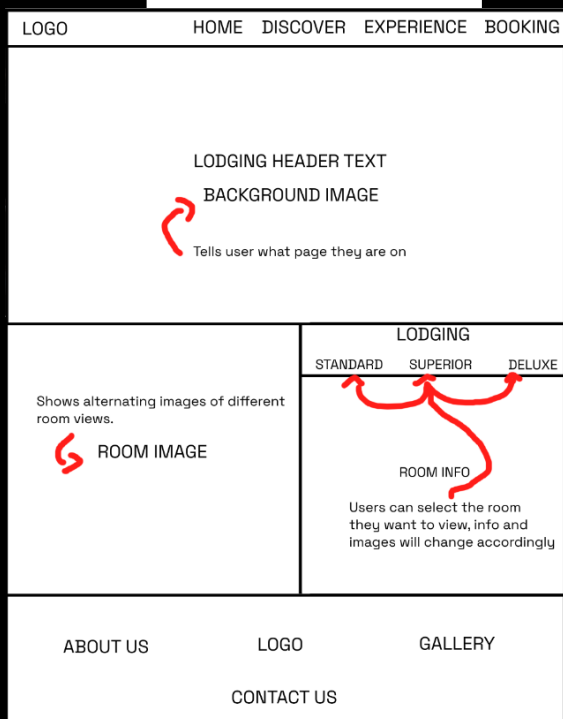 LOGO HOME DISCOVER EXPERIENCE BOOKING
LODGING HEADER TEXT
BACKGROUND IMAGE
Tells user what page they are on
Shows alternating images of different
room views.
ROOM IMAGE
LODGING
STANDARD SUPERIOR DELUXE
ROOM INFO
Users can select the room
they want to view, info and
images will change accordingly
ABOUT US LOGO GALLERY
CONTACT US